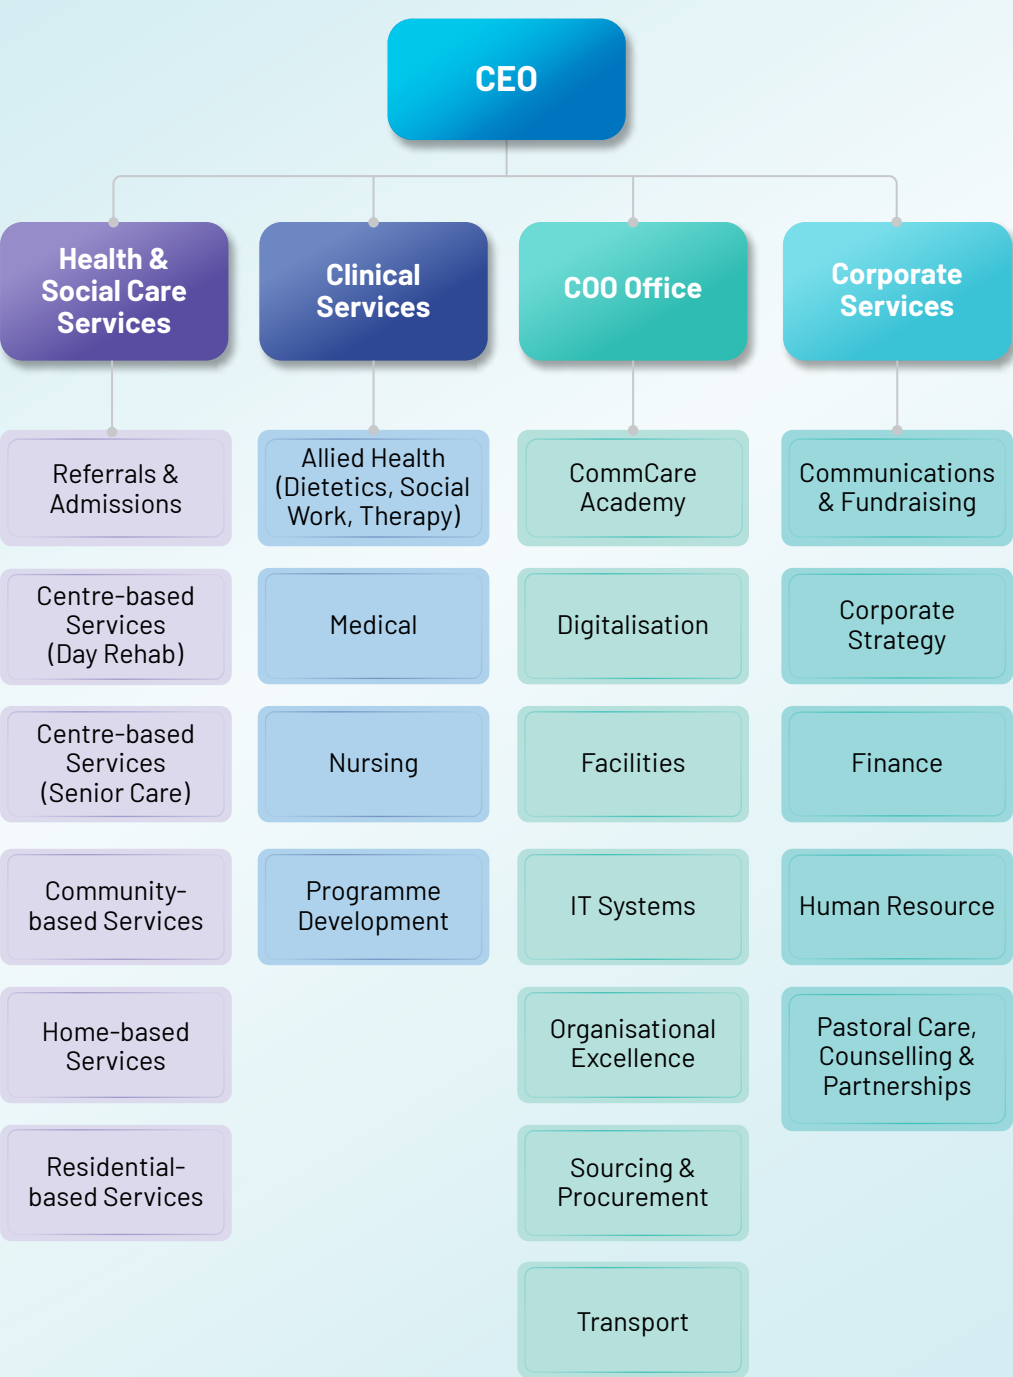 CEO
Health &
Social Care
Services
Clinical
Services
COO Office
Corporate
Services
Referrals &
Admissions
Centre-based
Services
(Day Rehab)
Centre-based
Services
(Senior Care)
Community-
based Services
Home-based
Services
Residential-
based Services
Allied Health
(Dietetics, Social
Work, Therapy)
Medical
Nursing
Programme
Development
CommCare
Academy
Digitalisation
Facilities
IT Systems
Organisational
Excellence
Sourcing &
Procurement
Transport
Communications
& Fundraising
Corporate
Strategy
Finance
Human Resource
Pastoral Care,
Counselling &
Partnerships